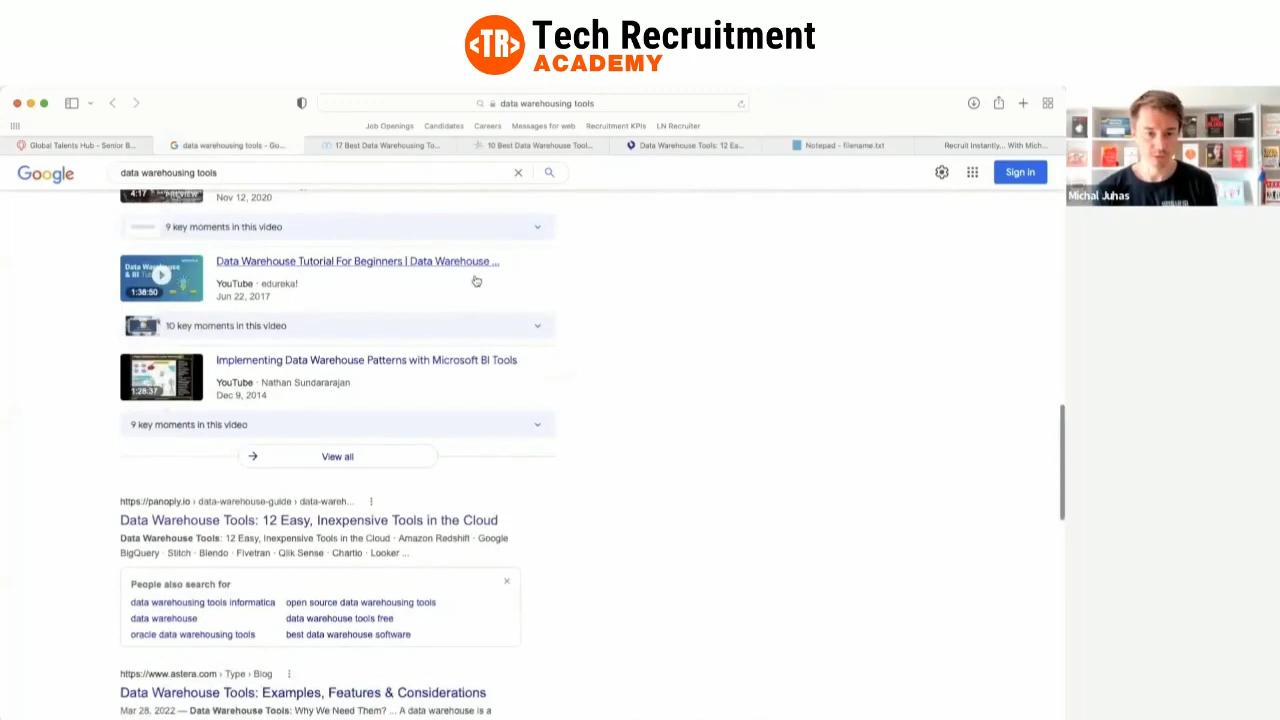 <TR> Tech Recruitment
ACADEMY
data warehousing tools
Job Openings Candidates Careers Messages for web Recruitment KPIs LN Recruiter
Global Talents Hub - Senior B... data warehousing tools - Go... 17 Best Data Warehousing To... 10 Best Data Warehouse Tool... Data Warehouse Tools: 12 Ea... Notepad - filename.txt Recruit Instantly... With Mich...
Google data warehousing tools Sign in
Michal Juhas
4:17 PREVIEW
Nov 12, 2020
9 key moments in this video
Data Warehouse
& BI
1:38:50
Data Warehouse Tutorial For Beginners | Data Warehouse ...
YouTube · edureka!
Jun 22, 2017
10 key moments in this video
Implementing Data Warehouse Patterns with Microsoft BI Tools
YouTube · Nathan Sundararajan
1:28:37
Dec 9, 2014
9 key moments in this video
View all
https://panoply.io › data-warehouse-guide › data-wareh...
Data Warehouse Tools: 12 Easy, Inexpensive Tools in the Cloud
Data Warehouse Tools: 12 Easy, Inexpensive Tools in the Cloud · Amazon Redshift · Google
BigQuery · Stitch · Blendo · Fivetran · Qlik Sense · Chartio · Looker ...
People also search for
data warehousing tools informatica open source data warehousing tools
data warehouse data warehouse tools free
oracle data warehousing tools best data warehouse software
https://www.astera.com › Type › Blog
Data Warehouse Tools: Examples, Features & Considerations
Mar 28, 2022 — Data Warehouse Tools: Why We Need Them? ... A data warehouse is a